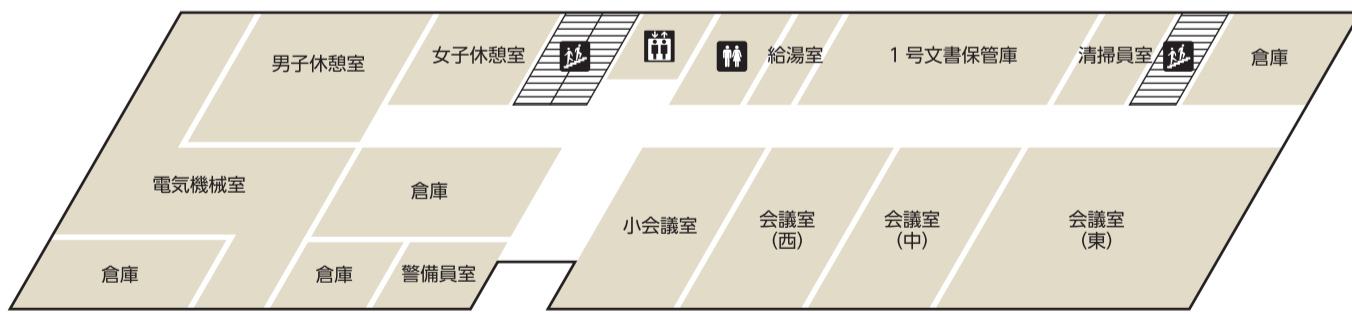 男子休憩室
女子休憩室
給湯室
1号文書保管庫
清掃員室
倉庫
電気機械室
倉庫
小会議室
会議室
(西)
会議室
(中)
会議室
(東)
倉庫
倉庫
警備員室